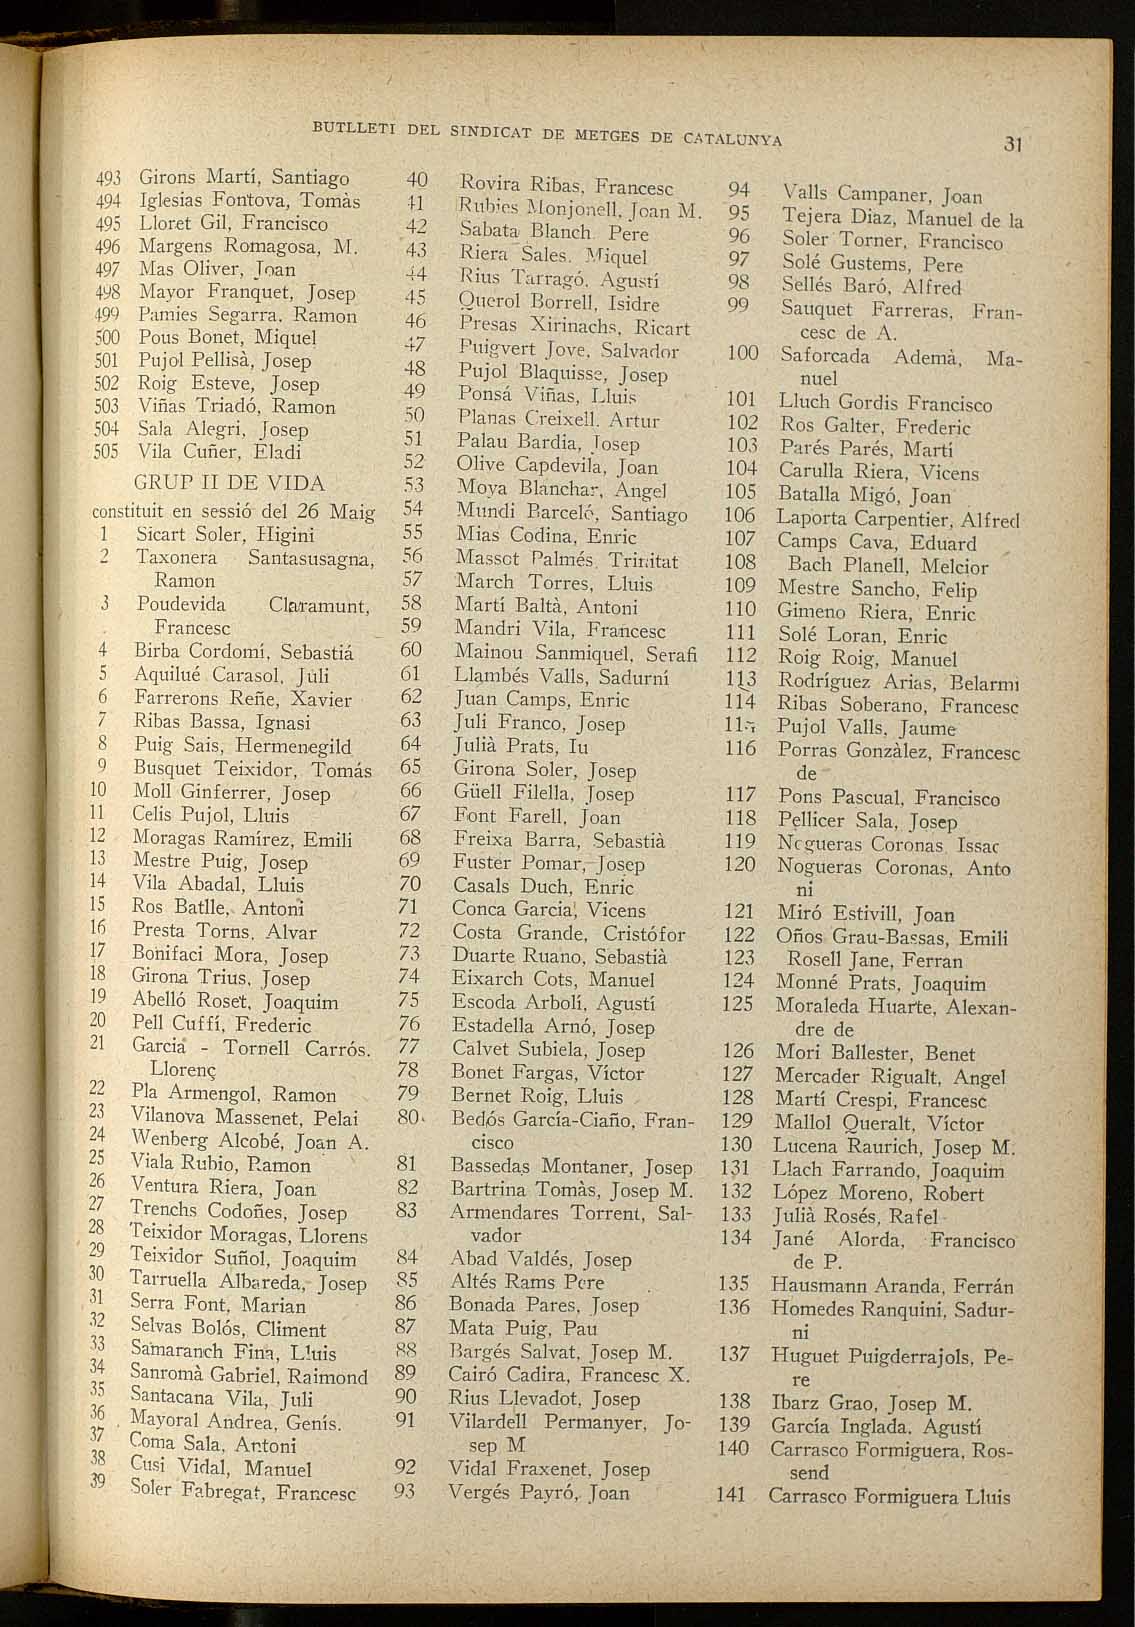 BUTLLETI DEL SINDICAT DE METGES DE CATALUNYA
31
493 Girons Martí, Santiago
494 Iglesias Fontova, Tomàs
495 Lloret Gil, Francisco
496 Margens Romagosa, M.
497 Mas Oliver, Joan
498 Mayor Franquet, Josep
499 Pamies Segarra, Ramon
500 Pous Bonet, Miquel
501 Pujol Pellisà, Josep
502 Roig Esteve, Josep
503 Viñas Triadó, Ramon
504 Sala Alegri, Josep
505 Vila Cuñer, Eladi
GRUP II DE VIDA
constituit en sessió del 26 Maig
1 Sicart Soler, Higini
2 Taxonera Santasusagna,
Ramon
3 Poudevida Claramunt,
Francesc
4 Birba Cordomí, Sebastiá
5 Aquilué Carasol, Juli
6 Farrerons Reñe, Xavier
7 Ribas Bassa, Ignasi
8 Puig Sais, Hermenegild
9 Busquet Teixidor, Tomás
10 Moll Ginferrer, Josep
11 Celis Pujol, Lluis
12 Moragas Ramírez, Emili
13 Mestre Puig, Josep
14 Vila Abadal, Lluis
15 Ros Batlle, Antoni
16 Presta Torns, Alvar
17 Bonifaci Mora, Josep
18 Girona Trius, Josep
19 Abelló Roset, Joaquim
20 Pell Cuffí, Frederic
21 Garcia - Tornell Carrós.
Llorenç
22 Pla Armengol, Ramon
23 Vilanova Massenet, Pelai
24 Wenberg Alcobé, Joan A.
25 Viala Rubio, Ramon
26 Ventura Riera, Joan
27 Trenchs Codoñes, Josep
28 Teixidor Moragas, Llorens
29 Teixidor Suñol, Joaquim
30 Tarruella Albareda, Josep
31 Serra Font, Marian
32 Selvas Bolós, Climent
33 Samaranch Fina, Lluis
34 Sanromà Gabriel, Raimond
35 Santacana Vila, Juli
36 Mayoral Andrea, Genís.
37 Coma Sala, Antoni
38 Cusi Vidal, Manuel
39 Soler Fabregat, Francesc
40 Rovira Ribas, Francesc
41 Rubies Monjonell, Joan M.
42 Sabata Blanch Pere
43 Riera Sales, Miquel
44 Rius Tarragó, Agustí
45 Querol Borrell, Isidre
46 Presas Xirinachs, Ricart
47 Puigvert Jove, Salvador
48 Pujol Blaquisse, Josep
49 Ponsá Viñas, Lluis
50 Planas Creixell, Artur
51 Palau Bardia, Josep
52 Olive Capdevila, Joan
53 Moya Blanchar, Angel
54 Mundi Barceló, Santiago
55 Mias Codina, Enric
56 Massot Palmés, Trinitat
57 March Torres, Lluis
58 Martí Baltà, Antoni
59 Mandri Vila, Francesc
60 Mainou Sanmiquel, Serafi
61 Llambés Valls, Sadurní
62 Juan Camps, Enric
63 Juli Franco, Josep
64 Julià Prats, Iu
65 Girona Soler, Josep
66 Güell Filella, Josep
67 Font Farell, Joan
68 Freixa Barra, Sebastià
69 Fuster Pomar, Josep
70 Casals Duch, Enric
71 Conca Garcia, Vicens
72 Costa Grande, Cristófor
73 Duarte Ruano, Sebastià
74 Eixarch Cots, Manuel
75 Escoda Arbolí, Agustí
76 Estadella Arnó, Josep
77 Calvet Subiela, Josep
78 Bonet Fargas, Víctor
79 Bernet Roig, Lluis
80 Bedós García-Ciaño, Fran-
cisco
81 Bassedas Montaner, Josep
82 Bartrina Tomàs, Josep M.
83 Armendares Torrent, Sal-
vador
84 Abad Valdés, Josep
85 Altés Rams Pere
86 Bonada Pares, Josep
87 Mata Puig, Pau
88 Bargés Salvat, Josep M.
89 Cairó Cadira, Francesc X.
90 Rius Llevadot, Josep
91 Vilardell Permanyer, Jo-
sep M
92 Vidal Fraxenet, Josep
93 Vergés Payró, Joan
94 Valls Campaner, Joan
95 Tejera Diaz, Manuel de la
96 Soler Torner, Francisco
97 Solé Gustems, Pere
98 Sellés Baró, Alfred
99 Sauquet Farreras, Fran-
cesc de A.
100 Saforcada Ademà, Ma-
nuel
101 Lluch Gordis Francisco
102 Ros Galter, Frederic
103 Parés Parés, Martí
104 Carulla Riera, Vicens
105 Batalla Migó, Joan
106 Laporta Carpentier, Alfred
107 Camps Cava, Eduard
108 Bach Planell, Melcior
109 Mestre Sancho, Felip
110 Gimeno Riera, Enric
111 Solé Loran, Enric
112 Roig Roig, Manuel
113 Rodríguez Arias, Belarmi
114 Ribas Soberano, Francesc
115 Pujol Valls, Jaume
116 Porras Gonzàlez, Francesc
de
117 Pons Pascual, Francisco
118 Pellicer Sala, Josep
119 Nogueras Coronas, Issac
120 Nogueras Coronas, Anto
ni
121 Miró Estivill, Joan
122 Oños Grau-Bassas, Emili
123 Rosell Jane, Ferran
124 Monné Prats, Joaquim
125 Moraleda Huarte, Alexan-
dre de
126 Mori Ballester, Benet
127 Mercader Rigualt, Angel
128 Martí Crespi, Francesc
129 Mallol Queralt, Víctor
130 Lucena Raurich, Josep M.
131 Llach Farrando, Joaquim
132 López Moreno, Robert
133 Julià Rosés, Rafel
134 Jané Alorda, Francisco
de P.
135 Hausmann Aranda, Ferrán
136 Homedes Ranquini, Sadur-
ni
137 Huguet Puigderrajols, Pe-
re
138 Ibarz Grao, Josep M.
139 García Inglada, Agustí
140 Carrasco Formiguera, Ros-
send
141 Carrasco Formiguera Lluis